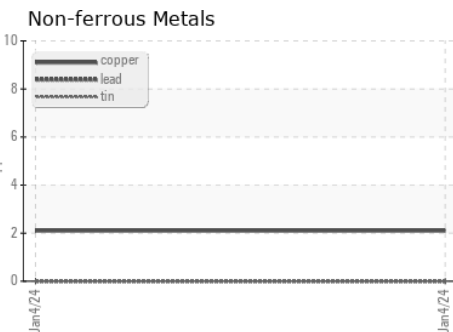 Non-ferrous Metals
10
8
6
4
2
0
copper
lead
tin
Jan4/24
Jan4/24